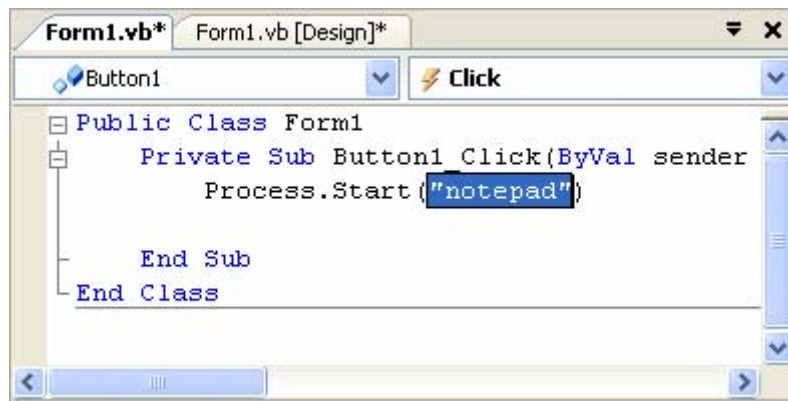 Form1.vb* Form1.vb [Design]*
Button1 Click
Public Class Form1
Private Sub Button1_Click(ByVal sender
Process.Start("notepad")
End Sub
End Class